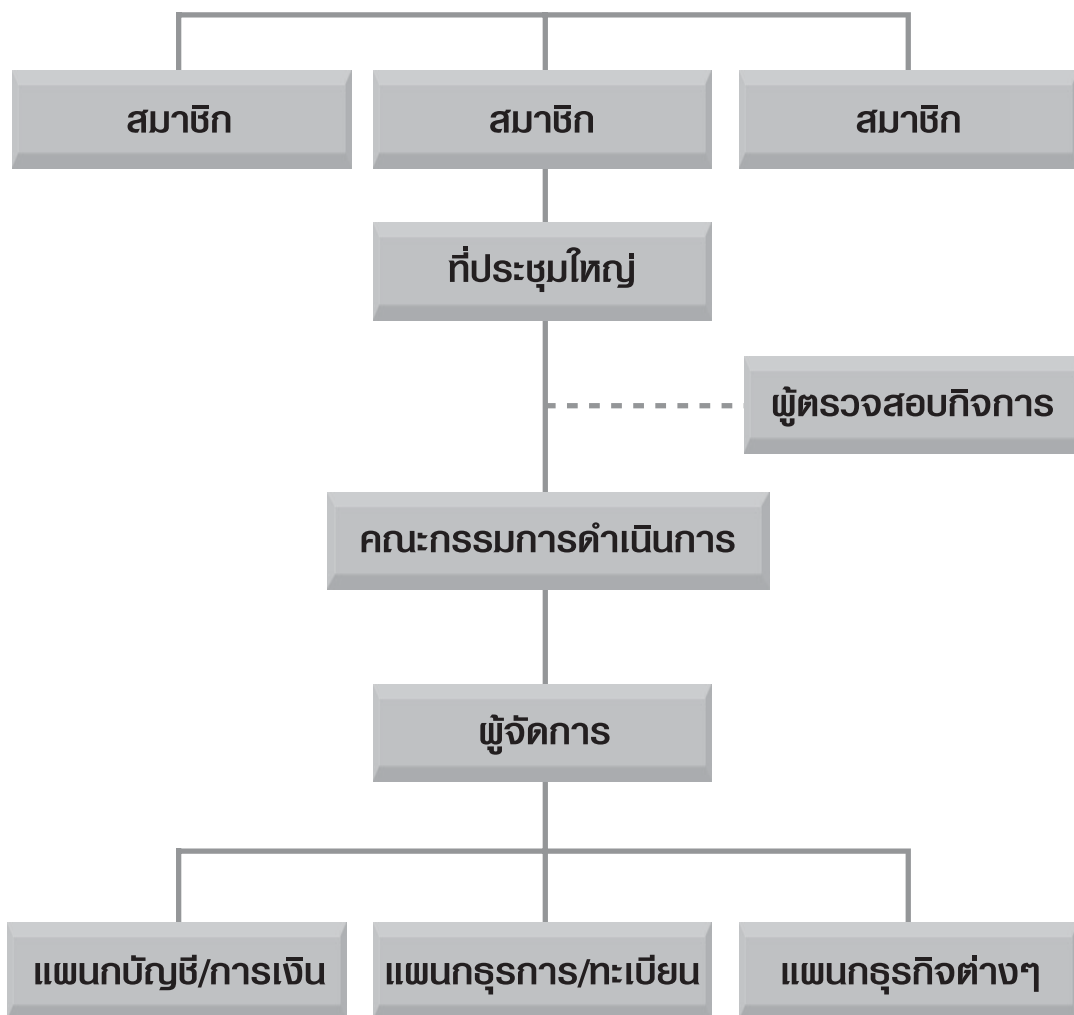 สมาชิก
สมาชิก
สมาชิก
ที่ประชุมใหญ่
ผู้ตรวจสอบกิจการ
คณะกรรมการดำเนินการ
ผู้จัดการ
แผนกบัญชี/การเงิน
แผนกธุรการ/ทะเบียน
แผนกธุรกิจต่างๆ